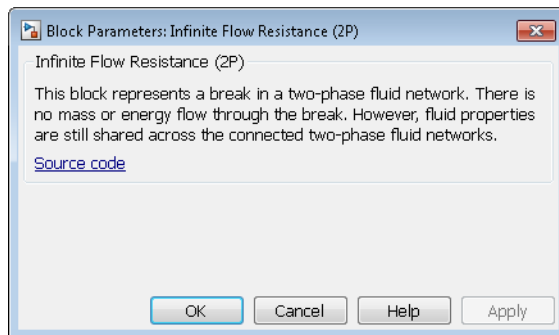 Block Parameters: Infinite Flow Resistance (2P)
Infinite Flow Resistance (2P)
This block represents a break in a two-phase fluid network. There is
no mass or energy flow through the break. However, fluid properties
are still shared across the connected two-phase fluid networks.
Source code
OK Cancel Help Apply